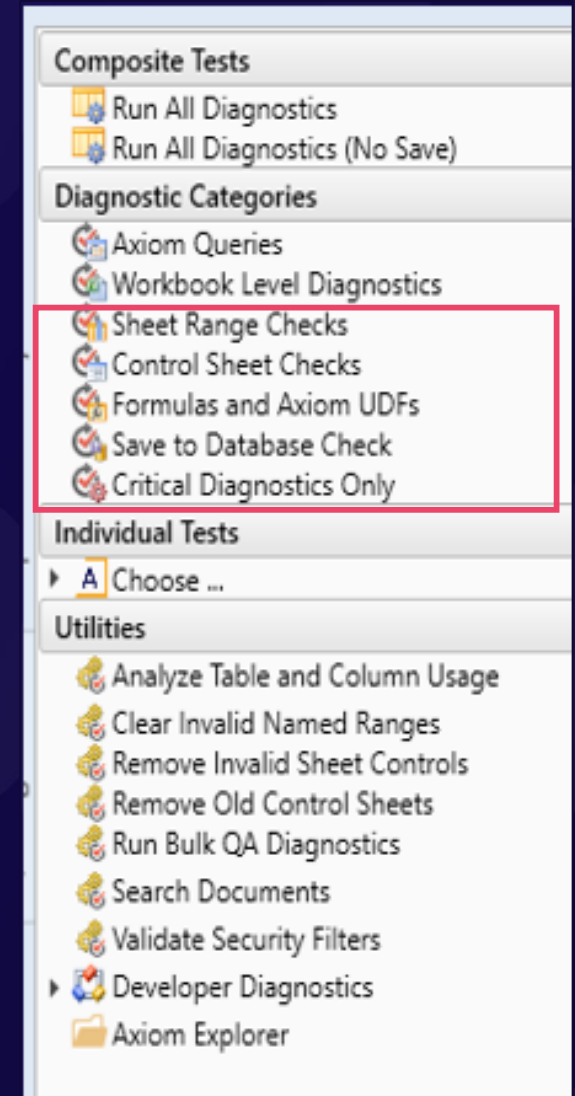 Composite Tests
Run All Diagnostics
Run All Diagnostics (No Save)
Diagnostic Categories
Axiom Queries
Workbook Level Diagnostics
Sheet Range Checks
Control Sheet Checks
Formulas and Axiom UDFs
Save to Database Check
Critical Diagnostics Only
Individual Tests
A Choose ...
Utilities
Analyze Table and Column Usage
Clear Invalid Named Ranges
Remove Invalid Sheet Controls
Remove Old Control Sheets
Run Bulk QA Diagnostics
Search Documents
Validate Security Filters
Developer Diagnostics
Axiom Explorer